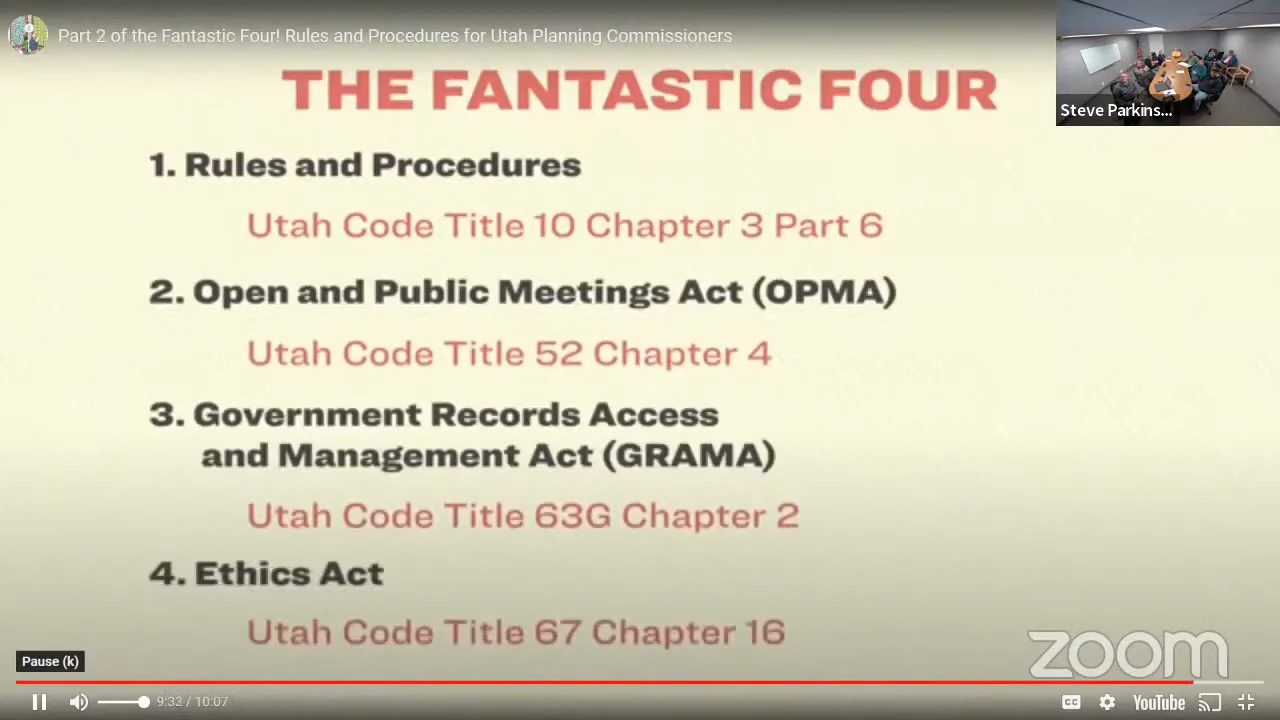 Part 2 of the Fantastic Four! Rules and Procedures for Utah Planning Commissioners
Steve Parkins...
THE FANTASTIC FOUR
1. Rules and Procedures
Utah Code Title 10 Chapter 3 Part 6
2. Open and Public Meetings Act (OPMA)
Utah Code Title 52 Chapter 4
3. Government Records Access
and Management Act (GRAMA)
Utah Code Title 63G Chapter 2
4. Ethics Act
Utah Code Title 67 Chapter 16
Pause (k)
zoom
9:32 / 10:07
CC
YouTube